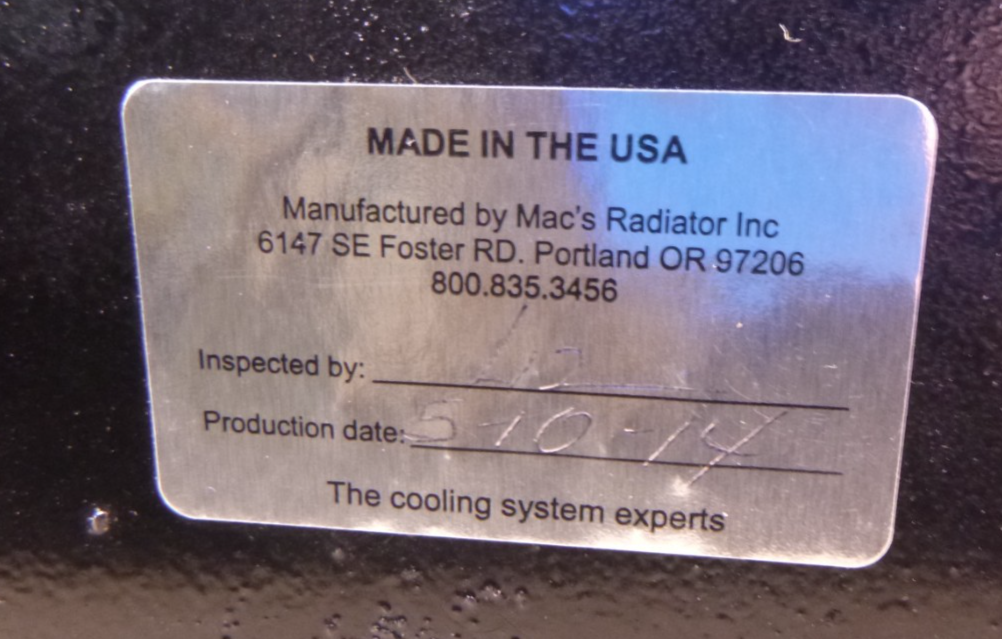 MADE IN THE USA
Manufactured by Mac's Radiator Inc
6147 SE Foster RD. Portland OR 97206
800.835.3456
Inspected by:
Production date: 5-10-14
The cooling system experts